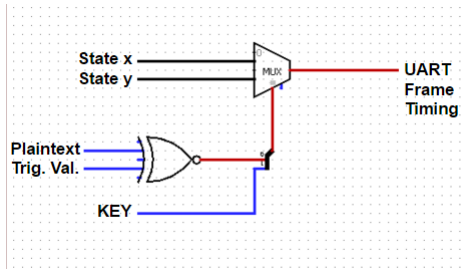 State x
State y
MUX
UART
Frame
Timing
Plaintext
Trig. Val.
KEY